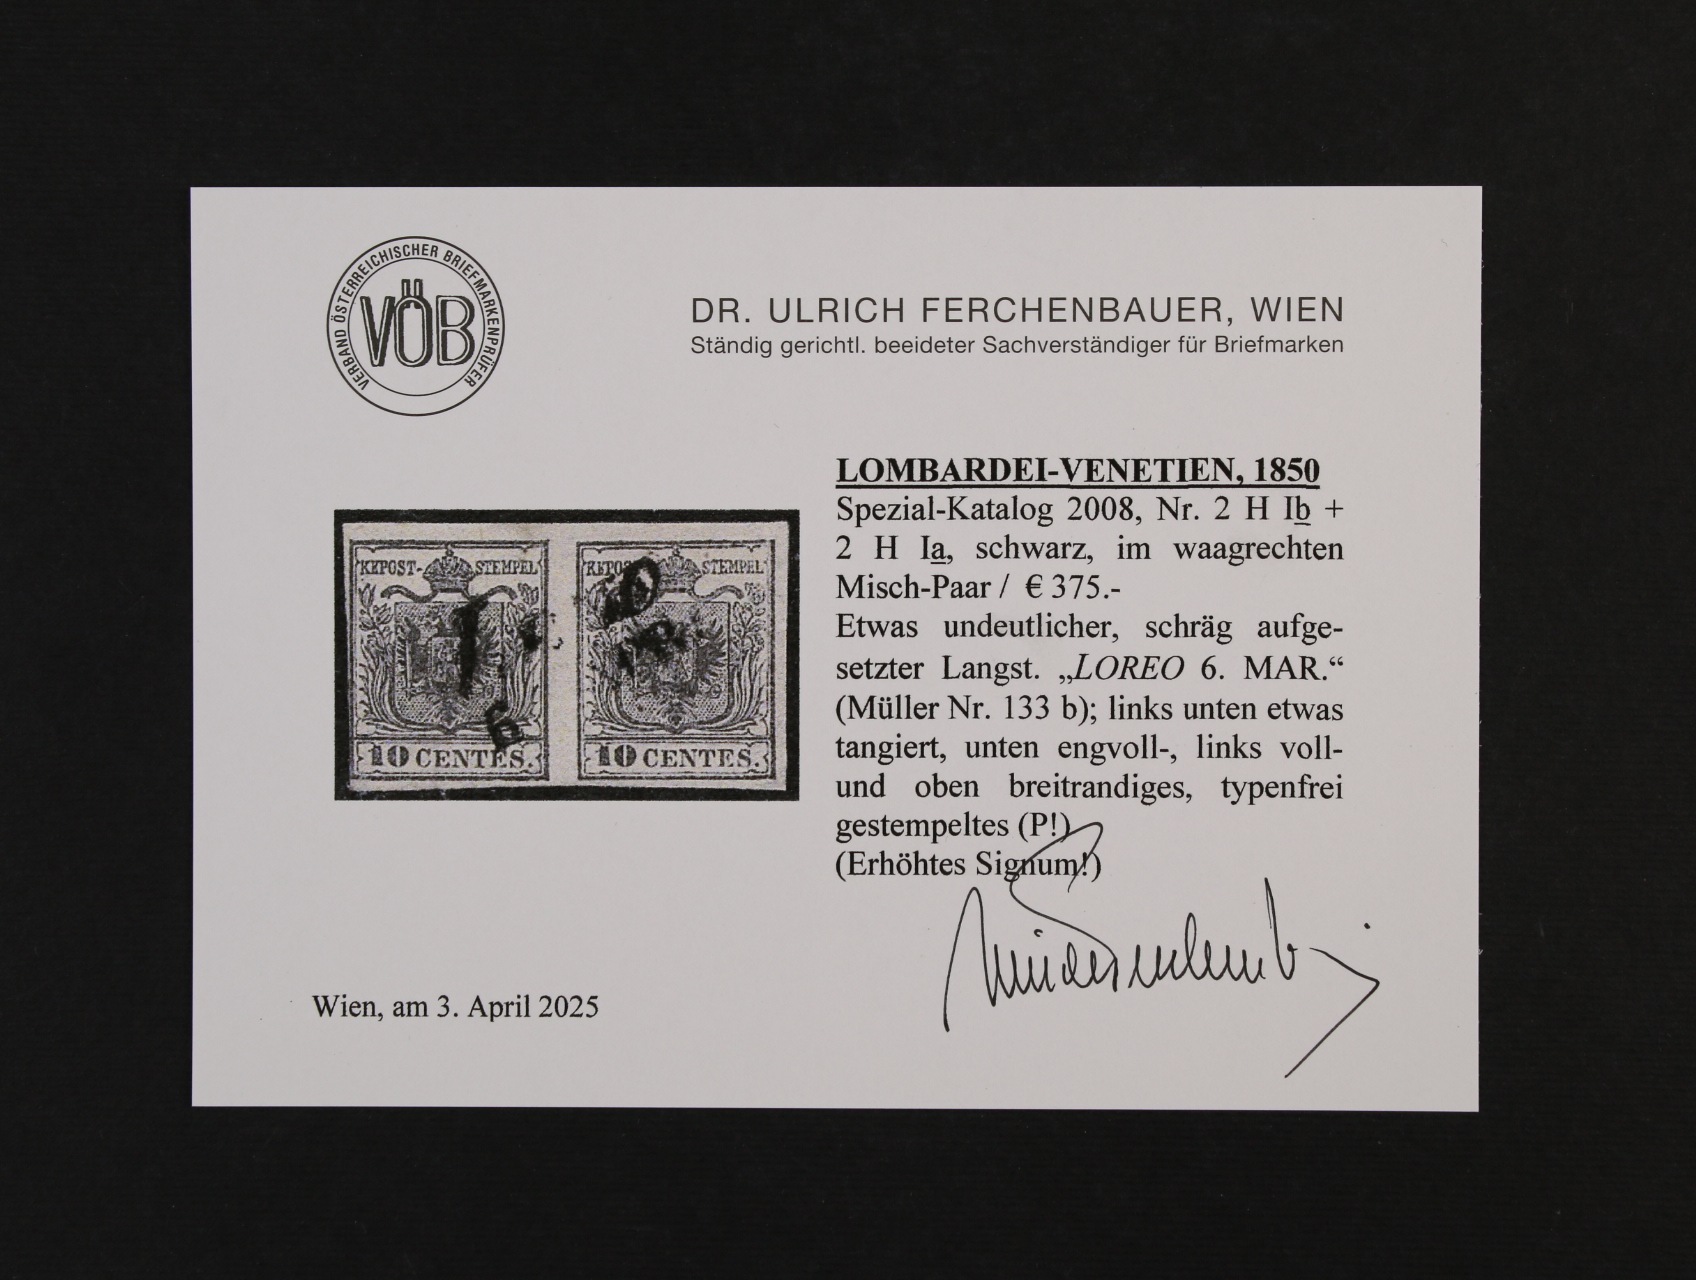 VERBAND ÖSTERREICHISCHER BRIEFMARKENPRÜFER
VÖB
DR. ULRICH FERCHENBAUER, WIEN
Ständig gerichtl. beeideter Sachverständiger für Briefmarken
LOMBARDEI-VENETIEN, 1850
Spezial-Katalog 2008, Nr. 2 H Ib +
2 H Ia, schwarz, im waagrechten
Misch-Paar / € 375.-
Etwas undeutlicher, schräg aufge-
setzter Langst. „LOREO 6. MAR.“
(Müller Nr. 133 b); links unten etwas
tangiert, unten engvoll-, links voll-
und oben breitrandiges, typenfrei
gestempeltes (P!)
(Erhöhtes Signum!)
KKPOST-STEMPEL
STEMPEL
6
10 CENTES.
10 CENTES.
Wien, am 3. April 2025